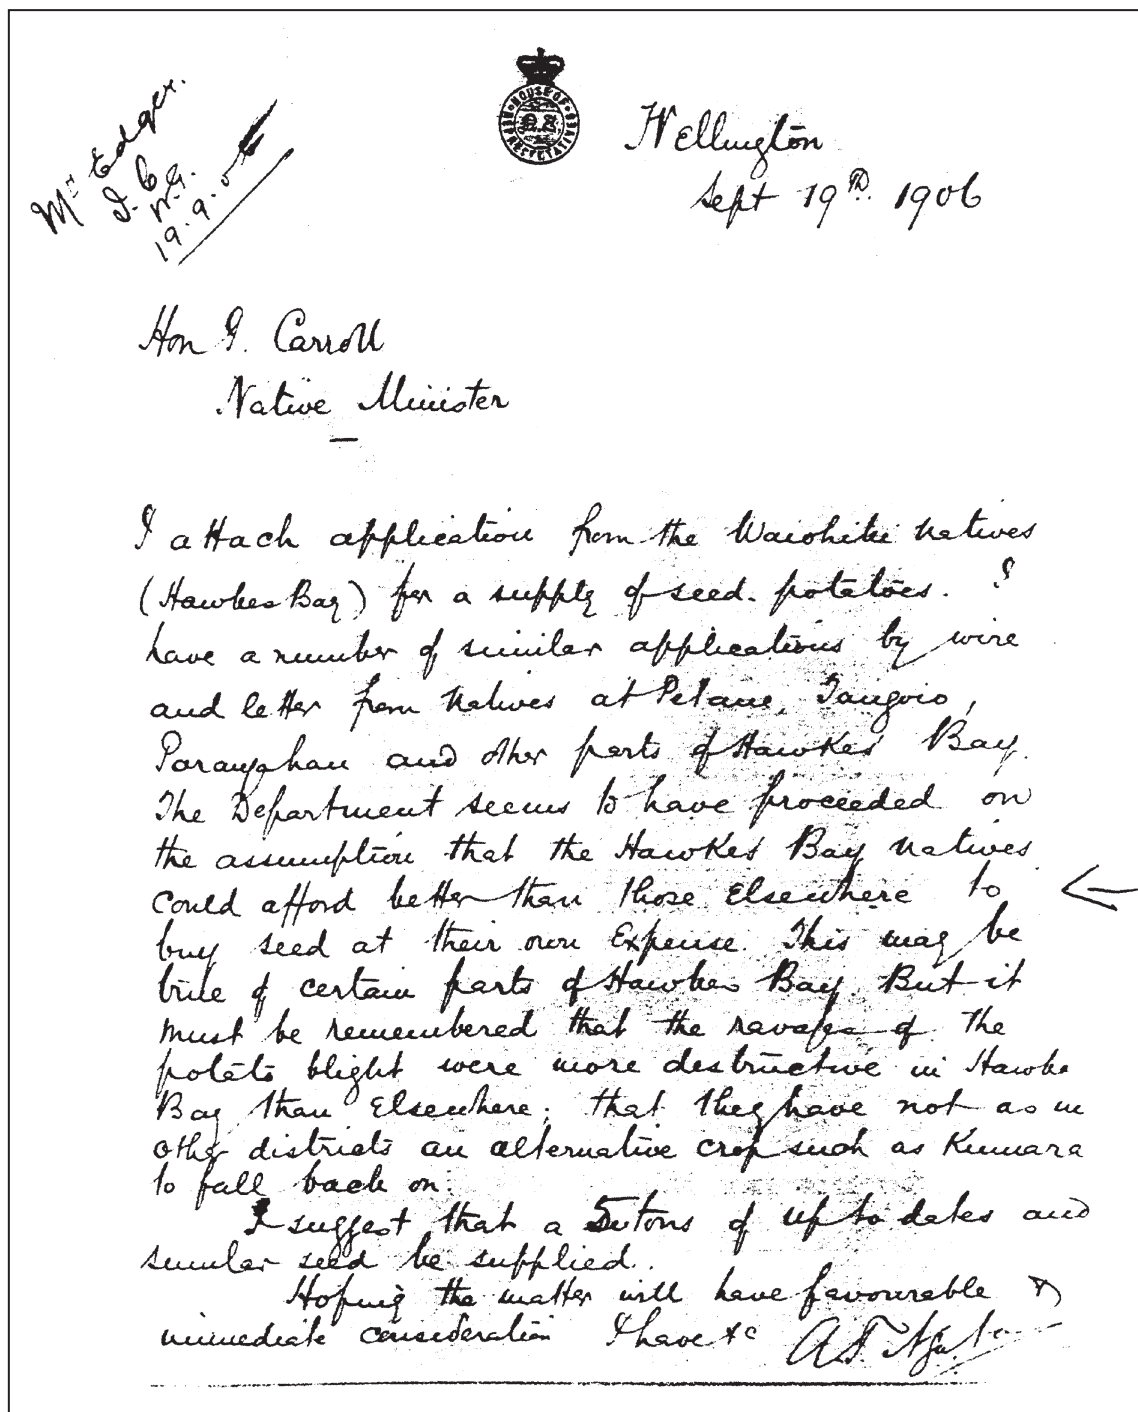 Mr Edger.
J. C
N.A.
19.9.06
HOUSE OF REPRESENTATIVES
N Z
Wellington
Sept 19th. 1906
Hon J. Carroll
Native Minister
I attach application from the Waiohiki Natives
(Hawkes Bay) for a supply of seed. potatoes. I
have a number of similar applications by wire
and letter from Natives at Petane, Tangoio,
Porangahau and other parts of Hawkes Bay.
The Department seems to have proceeded on
the assumption that the Hawkes Bay natives
could afford better than those Elsewhere to
buy seed at their own Expense. This may be
true of certain parts of Hawkes Bay. But it
must be remembered that the ravages of the
potato blight were more destructive in Hawke
Bay than Elsewhere; that they have not as in
other districts an alternative crop such as Kumara
to fall back on.
I suggest that a tons of up to dates and
similar seed be supplied.
Hoping the matter will have favourable &
immediate consideration I have &c A.T. Ngata